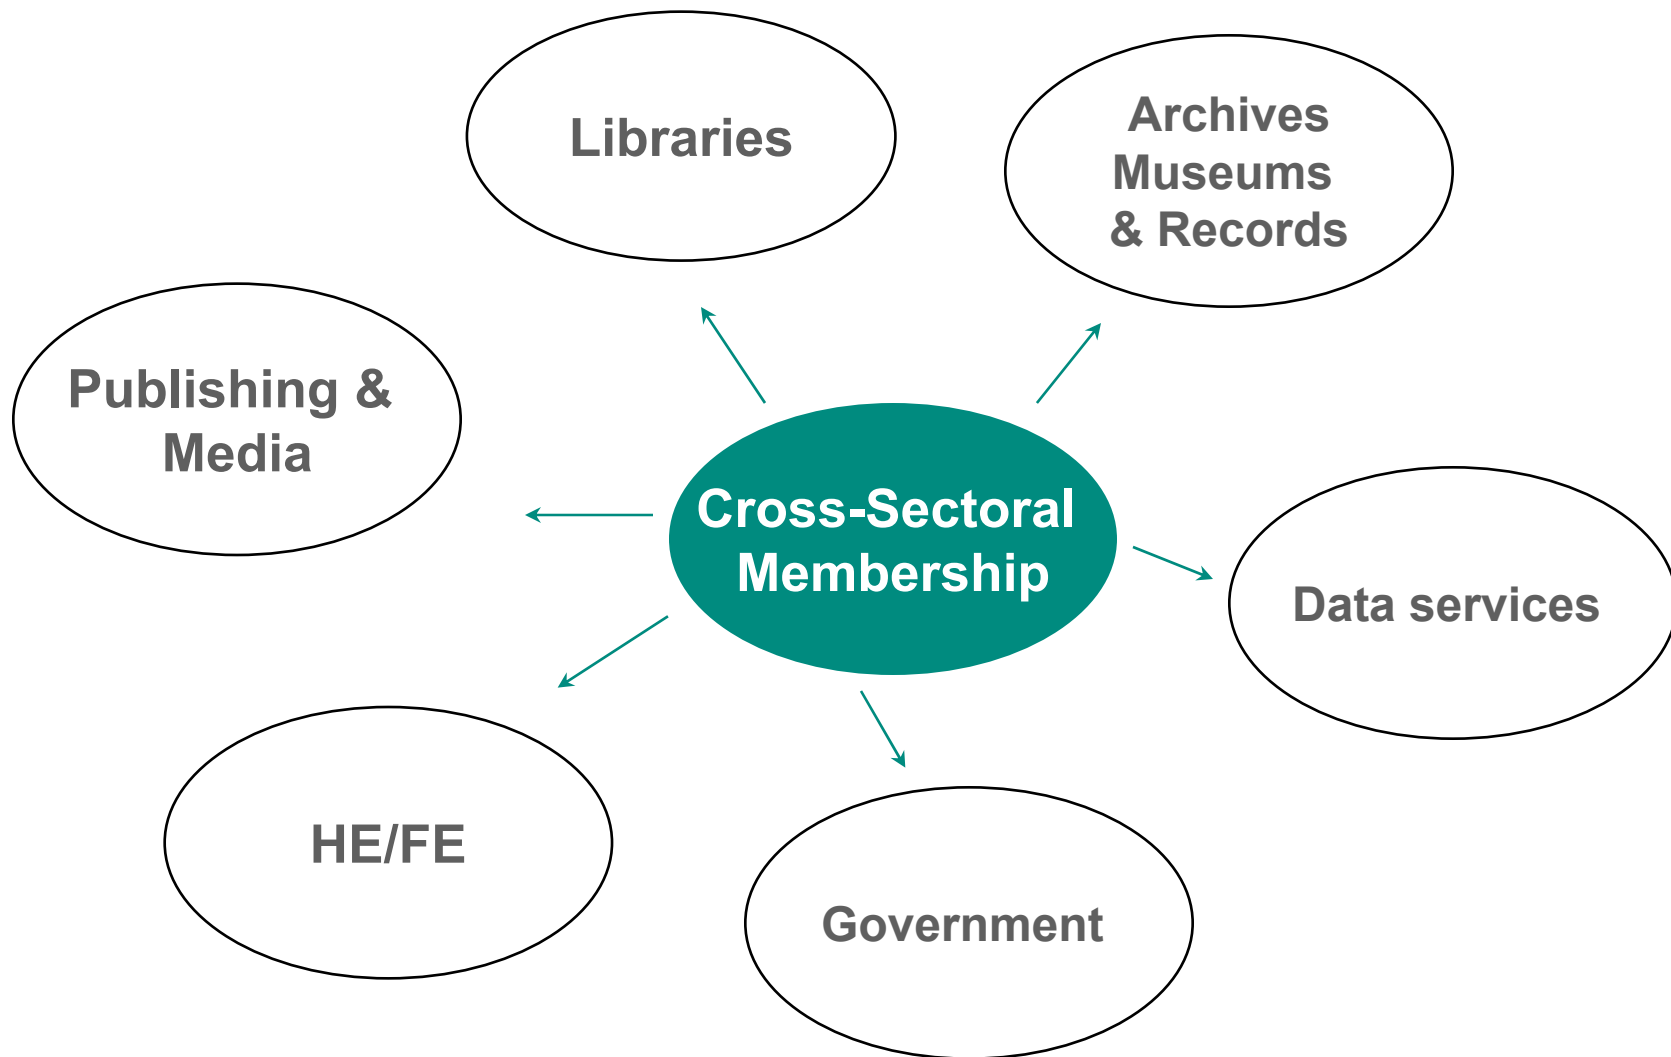 Libraries
Archives
Museums
& Records
Publishing &
Media
Cross-Sectoral
Membership
Data services
HE/FE
Government